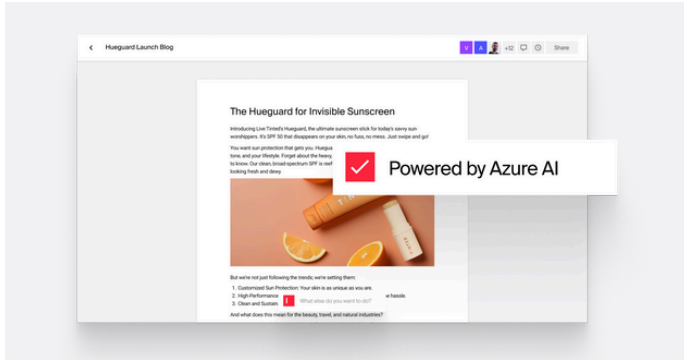 Hueguard Launch Blog
V A +12 Share
The Hueguard for Invisible Sunscreen
Introducing Live Tinted's Hueguard, the ultimate sunscreen stick for today's savvy sun
worshippers. It's SPF 50 that disappears on your skin, no fuss, no mess. Just swipe and go!
You want sun protection that gets you. Huegua
tone, and your lifestyle. Forget about the heavy,
to know. Our clean, broad-spectrum SPF is
looking fresh and dewy.
Powered by Azure AI
But we're not just following the trends; we're setting them:
1. Customized Sun Protection: Your skin is as unique as you are.
2. High-Performance e hassle.
3. Clean and Sustain
What else do you want to do?
And what does this mean for the beauty, travel, and natural industries?